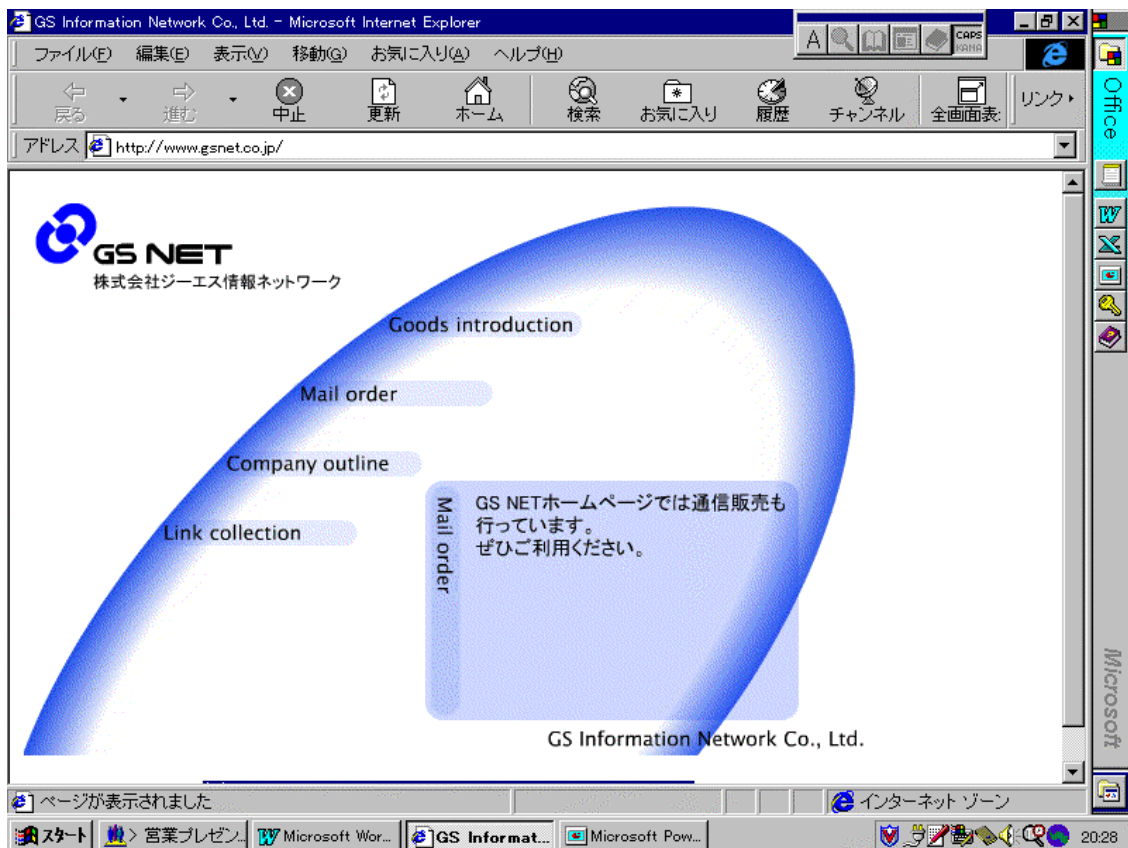 GS Information Network Co., Ltd. - Microsoft Internet Explorer
A
CAPS
KANA
ファイル(F) 編集(E) 表示(V) 移動(G) お気に入り(A) ヘルプ(H)
戻る 進む 中止 更新 ホーム 検索 お気に入り 履歴 チャンネル 全画面表: リンク
アドレス http://www.gsnet.co.jp/
Office
GS NET
株式会社ジーエス情報ネットワーク
Goods introduction
Mail order
Company outline
Link collection
Mail order
GS NETホームページでは通信販売も
行っています。
ぜひご利用ください。
GS Information Network Co., Ltd.
Microsoft
ページが表示されました
インターネット ゾーン
スタート
> 営業プレゼン...
Microsoft Wor...
GS Informat...
Microsoft Pow...
20:28